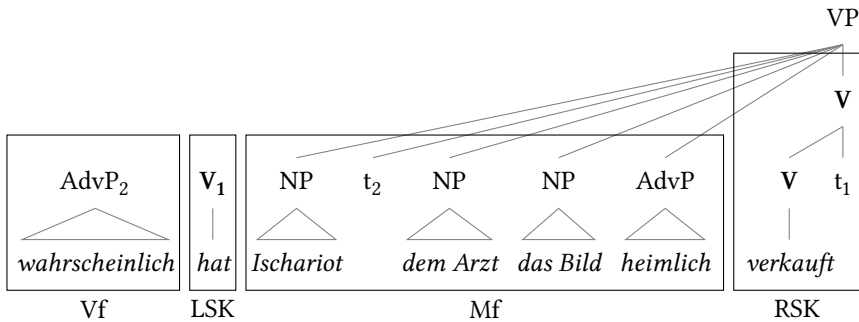 VP
V
AdvP₂ V₁ NP t₂ NP NP AdvP V t₁
wahrscheinlich hat Ischariot dem Arzt das Bild heimlich verkauft
Vf LSK Mf RSK